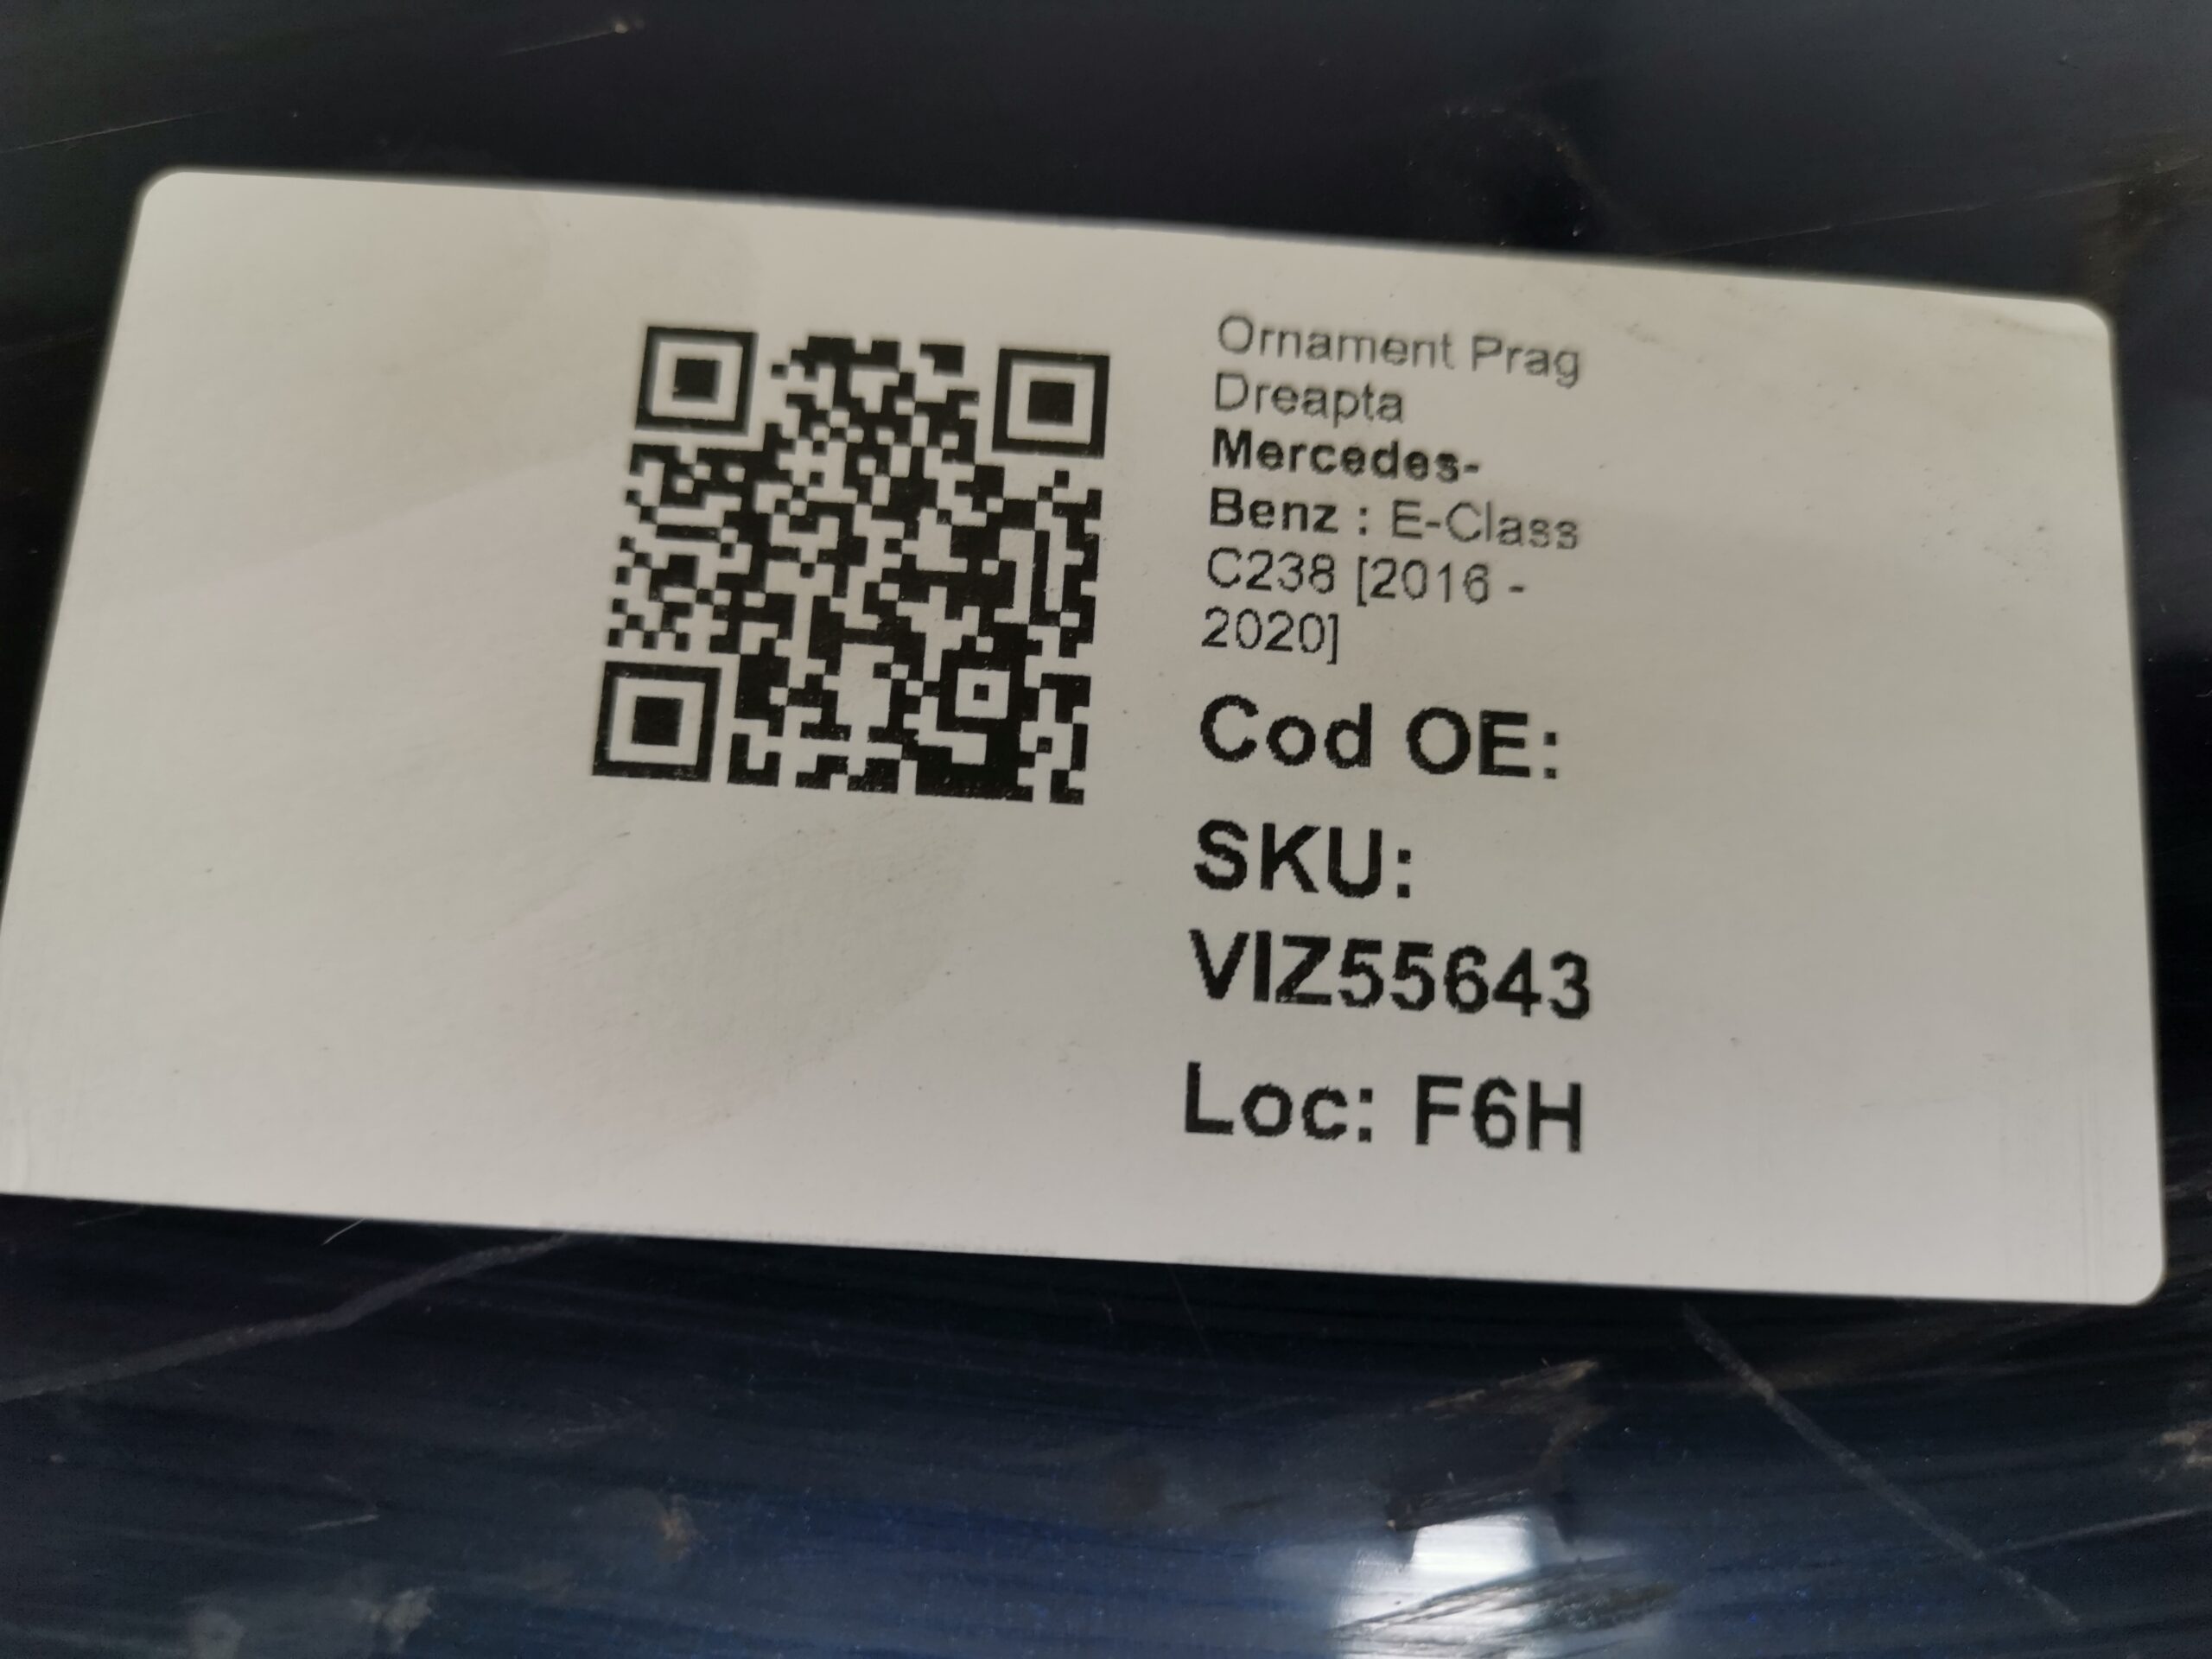 Ornament Prag
Dreapta
Mercedes-
Benz : E-Class
C238 [2016 -
2020]
Cod OE:
SKU:
VIZ55643
Loc: F6H